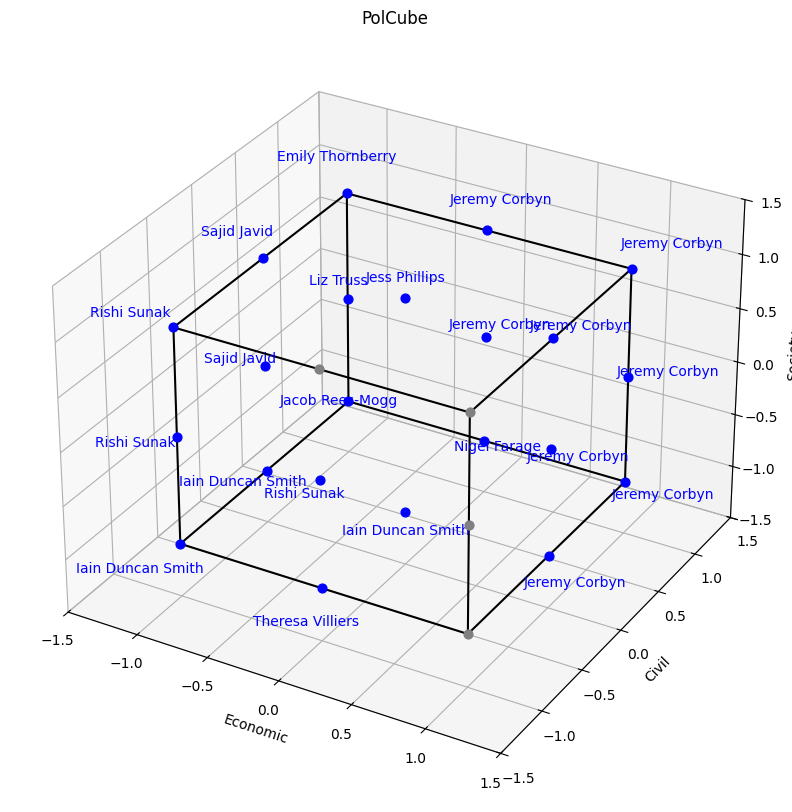 PolCube
Emily Thornberry
Jeremy Corbyn
Sajid Javid
Jeremy Corbyn
Liz Truss
Jess Phillips
Rishi Sunak
Jeremy Corbyn
Jeremy Corbyn
Sajid Javid
Jeremy Corbyn
Jacob Rees-Mogg
Rishi Sunak
Nigel Farage
Jeremy Corbyn
Iain Duncan Smith
Rishi Sunak
Jeremy Corbyn
Iain Duncan Smith
Iain Duncan Smith
Jeremy Corbyn
Theresa Villiers
1.5
1.0
0.5
0.0
−0.5
−1.0
−1.5
1.5
1.0
0.5
0.0
−0.5
−1.0
−1.5
Civil
−1.5
−1.0
−0.5
0.0
0.5
1.0
1.5
Economic